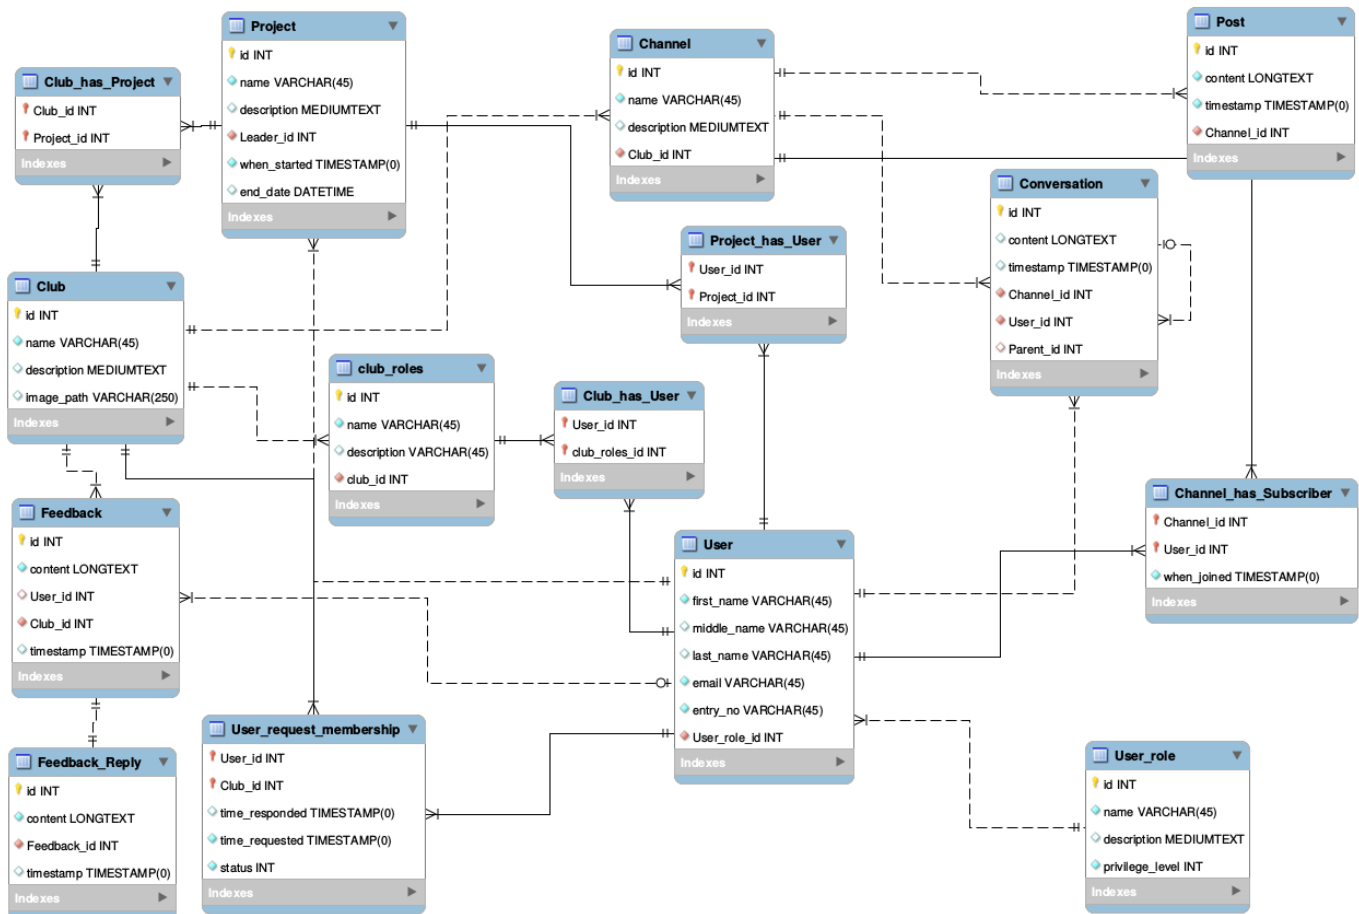 Project
id INT
name VARCHAR(45)
description MEDIUMTEXT
Leader_id INT
when_started TIMESTAMP(0)
end_date DATETIME
Indexes
Channel
id INT
name VARCHAR(45)
description MEDIUMTEXT
Club_id INT
Indexes
Post
id INT
content LONGTEXT
timestamp TIMESTAMP(0)
Channel_id INT
Indexes
Club_has_Project
Club_id INT
Project_id INT
Indexes
Conversation
id INT
content LONGTEXT
timestamp TIMESTAMP(0)
Channel_id INT
User_id INT
Parent_id INT
Indexes
Project_has_User
User_id INT
Project_id INT
Indexes
Club
id INT
name VARCHAR(45)
description MEDIUMTEXT
image_path VARCHAR(250)
Indexes
club_roles
id INT
name VARCHAR(45)
description VARCHAR(45)
club_id INT
Indexes
Club_has_User
User_id INT
club_roles_id INT
Indexes
Channel_has_Subscriber
Channel_id INT
User_id INT
when_joined TIMESTAMP(0)
Indexes
Feedback
id INT
content LONGTEXT
User_id INT
Club_id INT
timestamp TIMESTAMP(0)
Indexes
User
id INT
first_name VARCHAR(45)
middle_name VARCHAR(45)
last_name VARCHAR(45)
email VARCHAR(45)
entry_no VARCHAR(45)
User_role_id INT
Indexes
User_request_membership
User_id INT
Club_id INT
time_responded TIMESTAMP(0)
time_requested TIMESTAMP(0)
status INT
Indexes
Feedback_Reply
id INT
content LONGTEXT
Feedback_id INT
timestamp TIMESTAMP(0)
Indexes
User_role
id INT
name VARCHAR(45)
description MEDIUMTEXT
privilege_level INT
Indexes